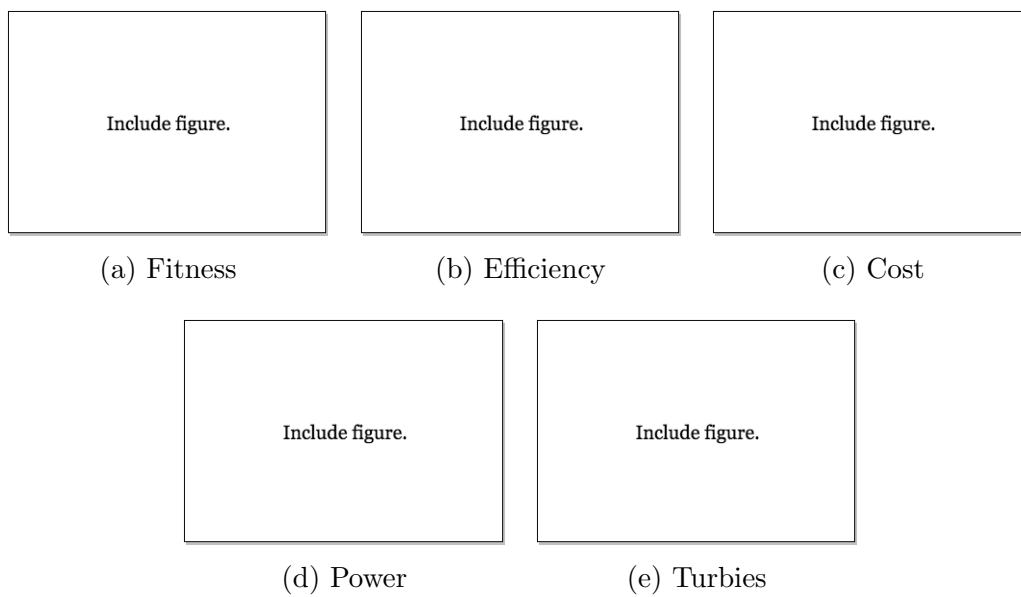 Include figure. Include figure. Include figure.
(a) Fitness (b) Efficiency (c) Cost
Include figure. Include figure.
(d) Power (e) Turbies